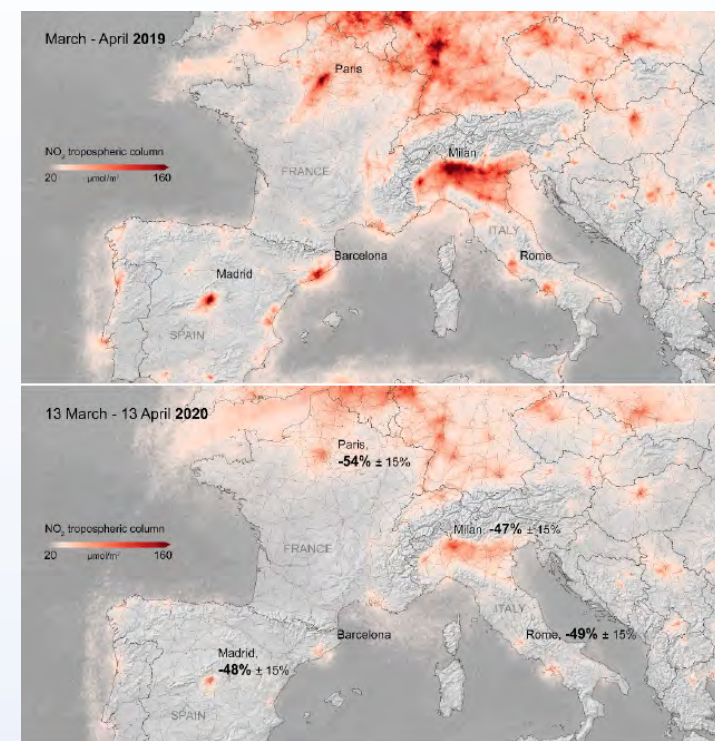 March - April 2019
Paris
NO₂ tropospheric column
20 μmol/m² 160
FRANCE
Milan
ITALY
Barcelona
Rome
Madrid
SPAIN
13 March - 13 April 2020
Paris,
-54% ± 15%
NO₂ tropospheric column
20 μmol/m² 160
Milan, -47% ± 15%
FRANCE
ITALY
Barcelona
Rome, -49% ± 15%
Madrid,
-48% ± 15%
SPAIN